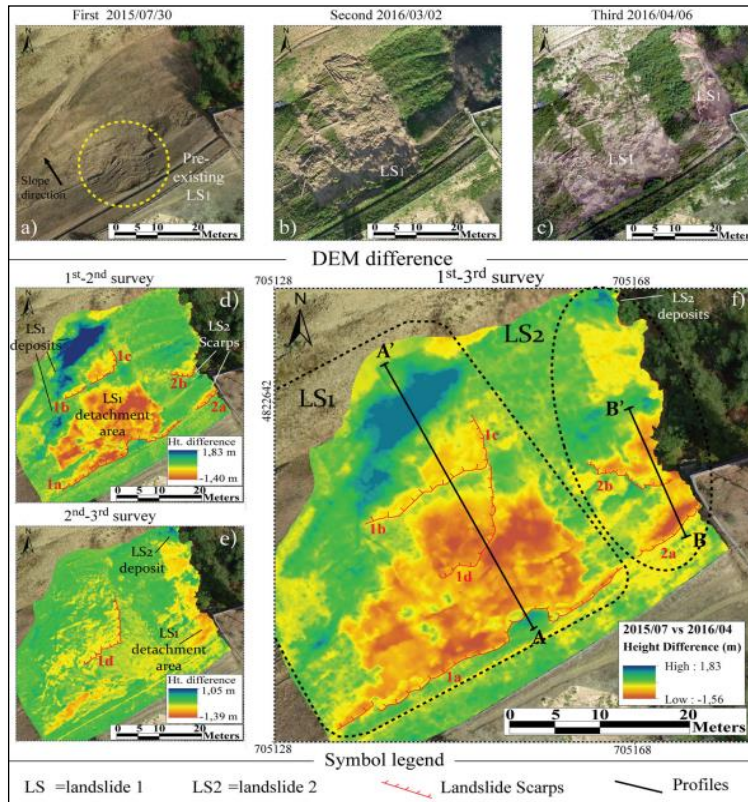 First 2015/07/30
Second 2016/03/02
Third 2016/04/06
Slope
direction
Pre-
existing
LS1
a)
0 5 10 20
Meters
LS1
b)
0 5 10 20
Meters
LS1
LS1
c)
0 5 10 20
Meters
DEM difference
1st-2nd survey
d)
LS1
deposits
1c
LS2
Scarps
2b
1b
LS1
detachment
area
2a
1a
Ht. difference
1,83 m
-1,40 m
0 5 10 20
Meters
2nd-3rd survey
e)
LS2
deposit
LS1
detachment
area
1d
Ht. difference
1,05 m
-1,39 m
0 5 10 20
Meters
1st-3rd survey
705128
705168
f)
LS2
deposits
4822642
A'
LS2
LS1
B'
1c
2b
1b
1d
2a
B
A
1a
2015/07 vs 2016/04
Height Difference (m)
High : 1,83
Low : -1,56
0 5 10 20
Meters
705128
705168
Symbol legend
LS =landslide 1
LS2 =landslide 2
Landslide Scarps
Profiles